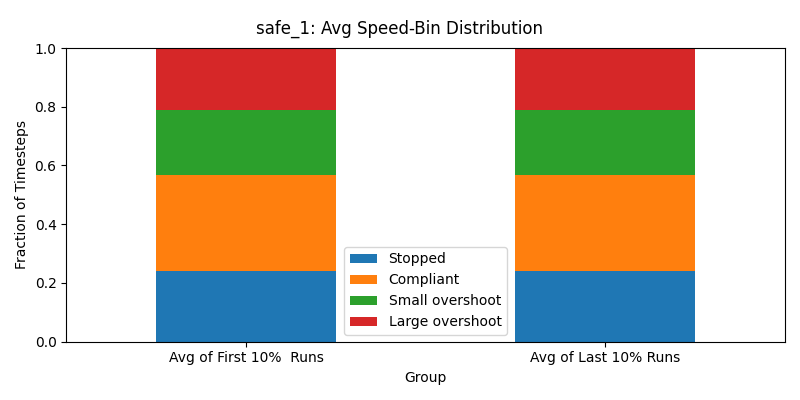 safe_1: Avg Speed-Bin Distribution
1.0
0.8
0.6
0.4
0.2
0.0
Fraction of Timesteps
Stopped
Compliant
Small overshoot
Large overshoot
Avg of First 10%  Runs
Avg of Last 10% Runs
Group